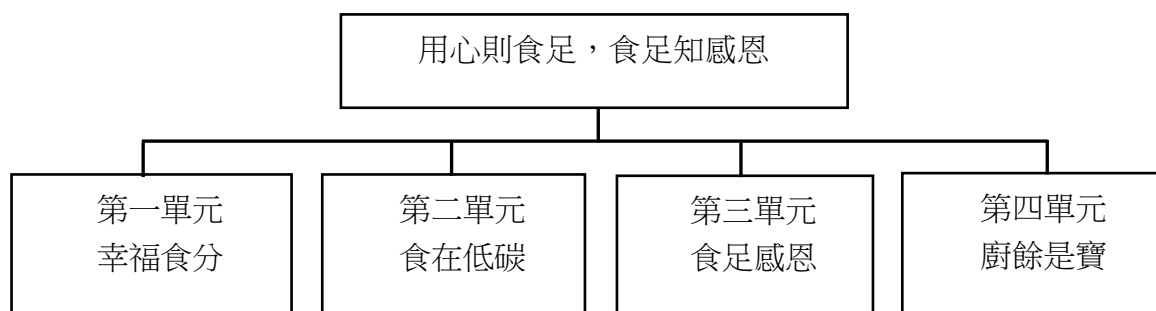 用心則食足，食足知感恩
第一單元
幸福食分
第二單元
食在低碳
第三單元
食足感恩
第四單元
廚餘是寶